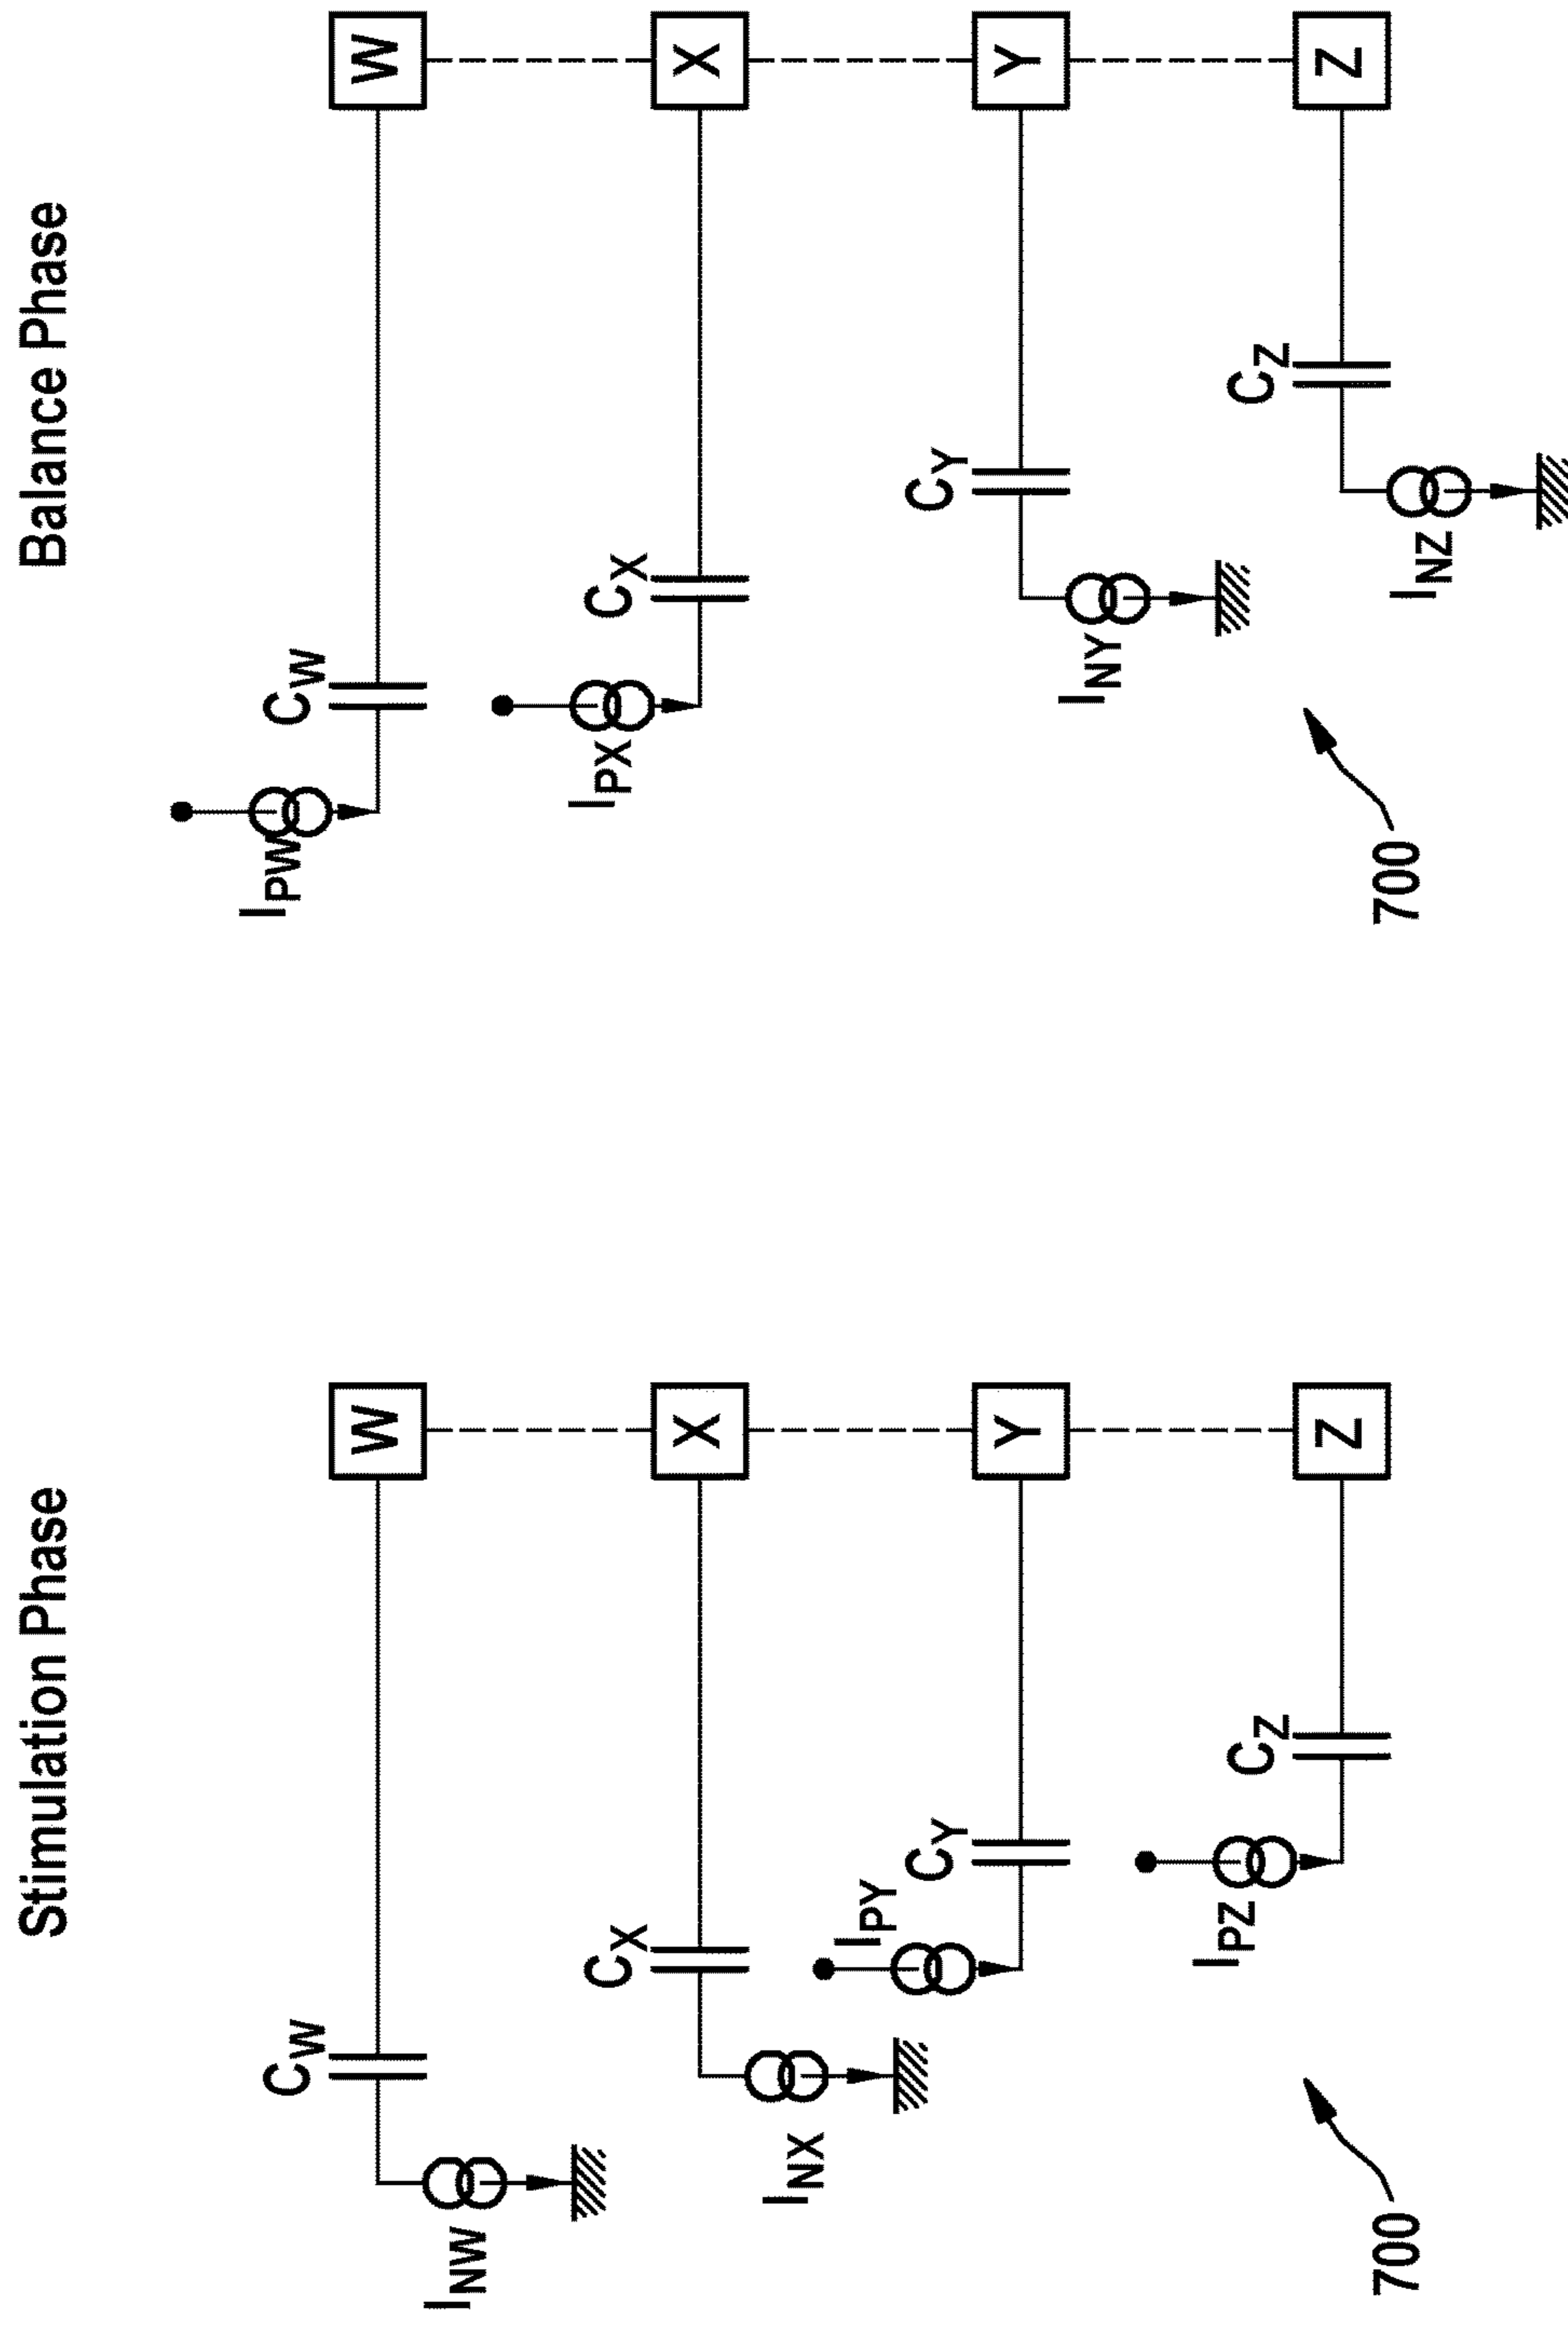 Stimulation Phase
C_W
I_NW
W
C_X
I_NX
X
I_PY
C_Y
Y
C_Z
I_PZ
Z
700
Balance Phase
C_W
I_PW
W
C_X
I_PX
X
C_Y
I_NY
Y
C_Z
I_NZ
Z
700